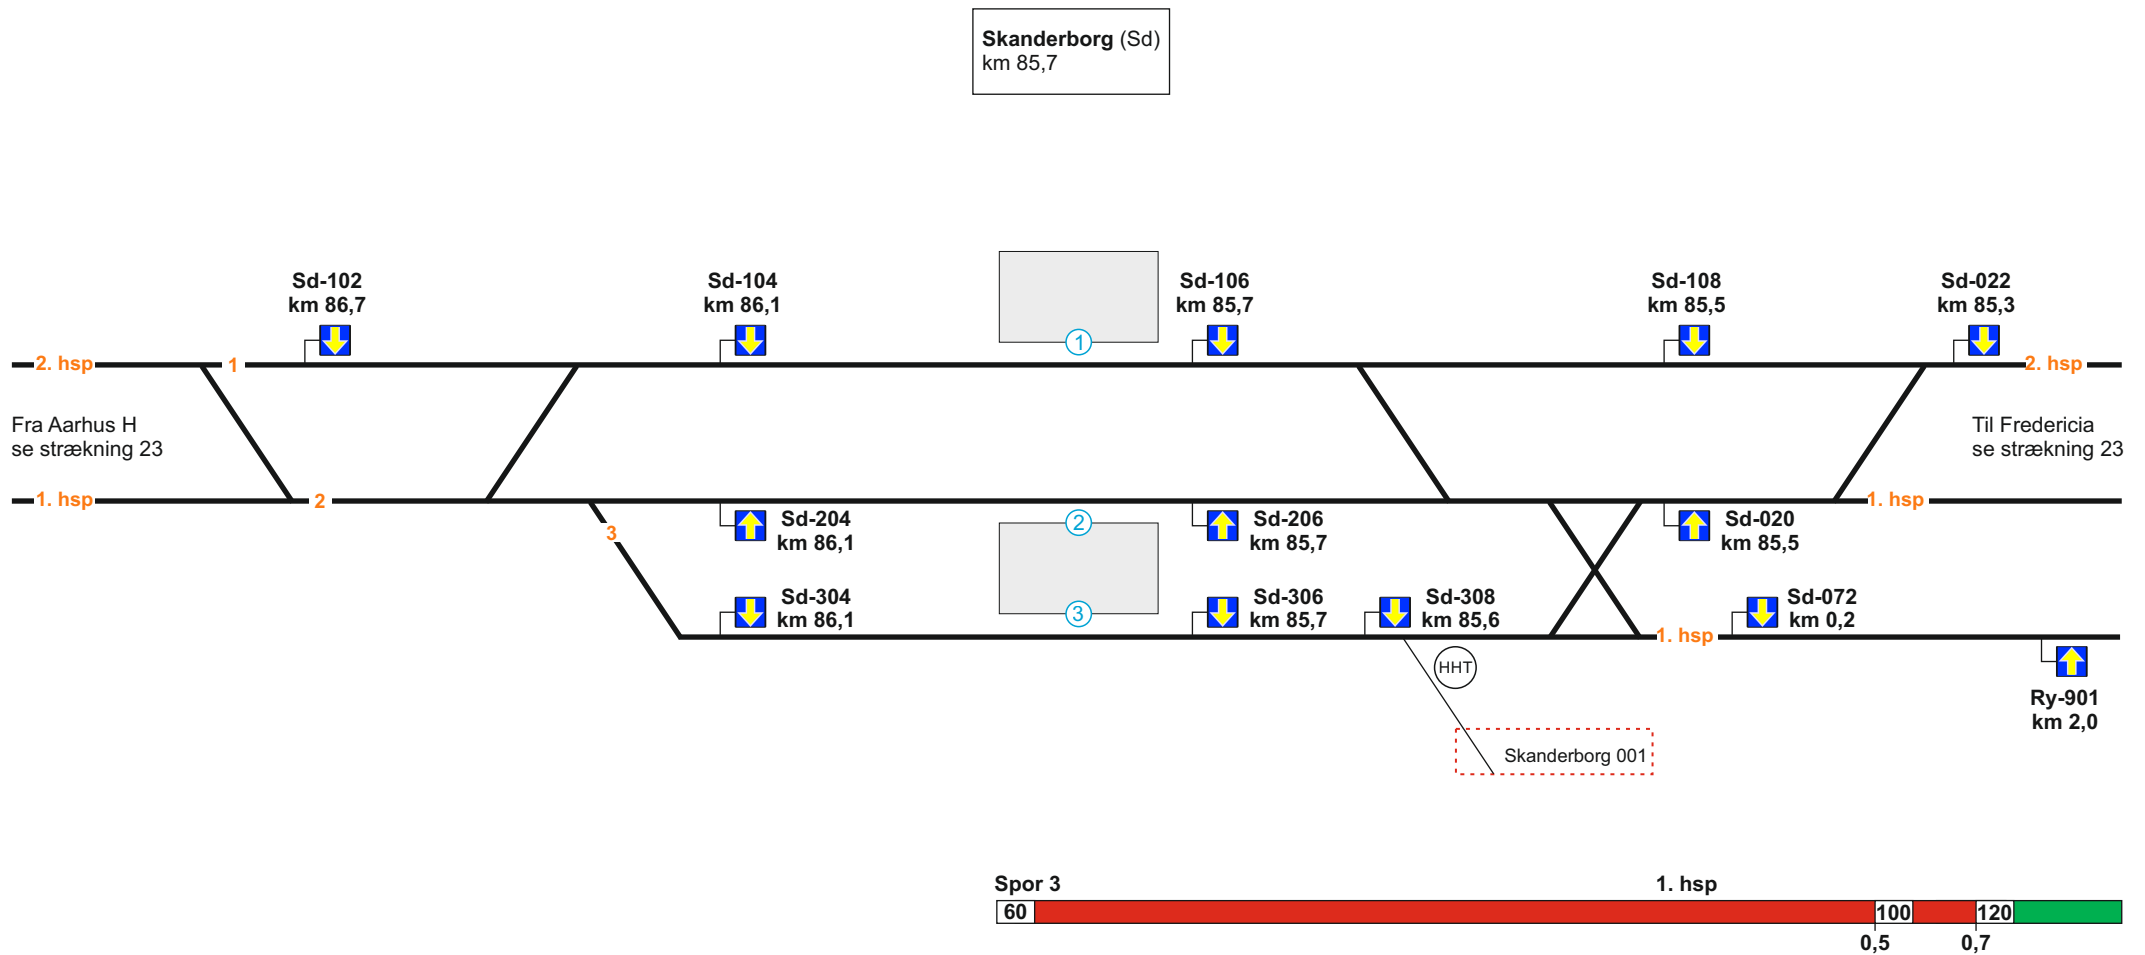 Skanderborg (Sd)
km 85,7
Sd-102
km 86,7
Sd-104
km 86,1
Sd-106
km 85,7
Sd-108
km 85,5
Sd-022
km 85,3
1
2. hsp
1
2. hsp
Fra Aarhus H
se strækning 23
Til Fredericia
se strækning 23
1. hsp
2
1. hsp
2
3
Sd-204
km 86,1
Sd-206
km 85,7
Sd-020
km 85,5
Sd-304
km 86,1
3
Sd-306
km 85,7
Sd-308
km 85,6
Sd-072
km 0,2
1. hsp
HHT
Ry-901
km 2,0
Skanderborg 001
Spor 3
1. hsp
60
100
120
0,5
0,7